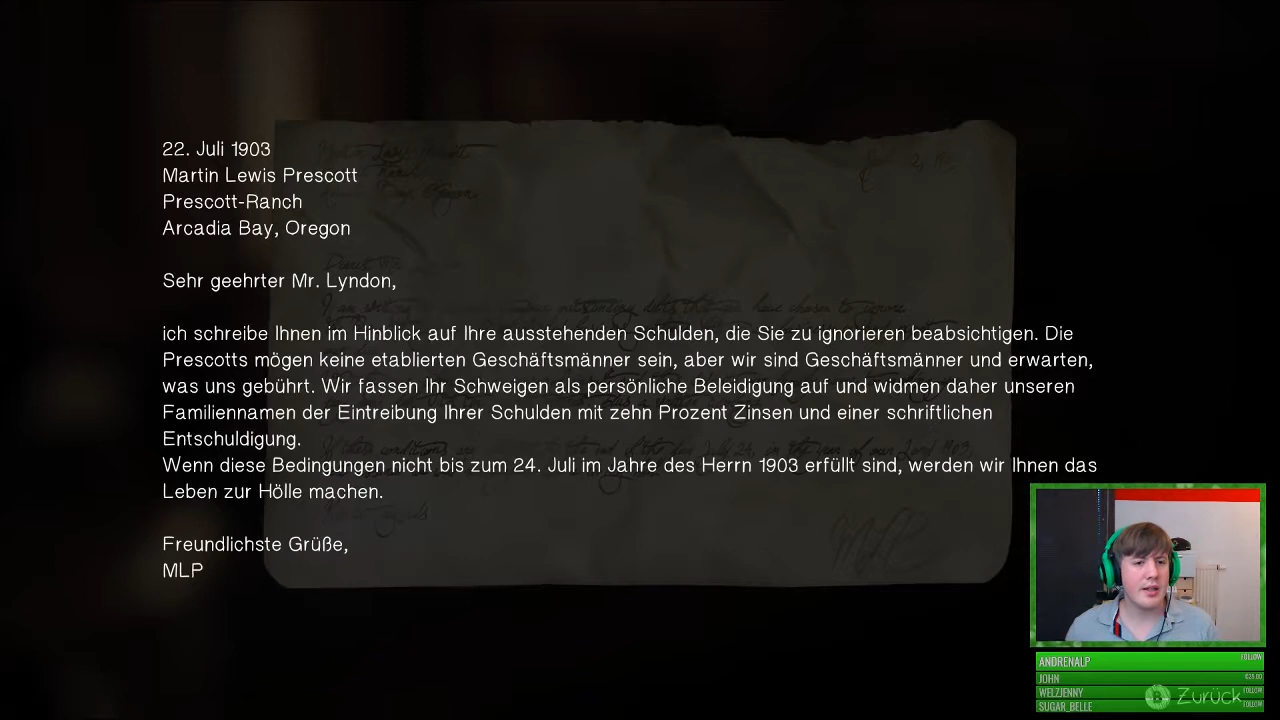 22. Juli 1903
Martin Lewis Prescott
Prescott-Ranch
Arcadia Bay, Oregon
Sehr geehrter Mr. Lyndon,
ich schreibe Ihnen im Hinblick auf Ihre ausstehenden Schulden, die Sie zu ignorieren beabsichtigen. Die
Prescotts mögen keine etablierten Geschäftsmänner sein, aber wir sind Geschäftsmänner und erwarten,
was uns gebührt. Wir fassen Ihr Schweigen als persönliche Beleidigung auf und widmen daher unseren
Familiennamen der Eintreibung Ihrer Schulden mit zehn Prozent Zinsen und einer schriftlichen
Entschuldigung.
Wenn diese Bedingungen nicht bis zum 24. Juli im Jahre des Herrn 1903 erfüllt sind, werden wir Ihnen das
Leben zur Hölle machen.
Freundlichste Grüße,
MLP
ANDRENALP FOLLOW
JOHN €25.00
WELZJENNY FOLLOW
SUGAR_BELLE FOLLOW
B Zurück